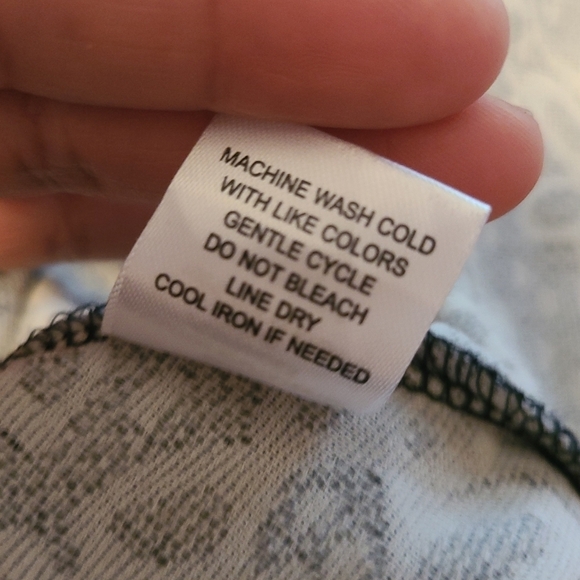 MACHINE WASH COLD
WITH LIKE COLORS
GENTLE CYCLE
DO NOT BLEACH
LINE DRY
COOL IRON IF NEEDED